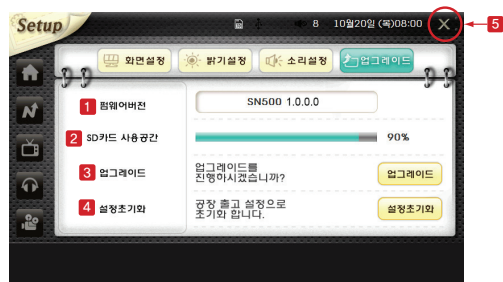 Setup
8 10월20일 (목)08:00
5
화면설정 밝기설정 소리설정 업그레이드
1 펌웨어버전 SN500 1.0.0.0
2 SD카드 사용공간 90%
3 업그레이드 업그레이드를
진행하시겠습니까? 업그레이드
4 설정초기화 공장 출고 설정으로
초기화 합니다. 설정초기화